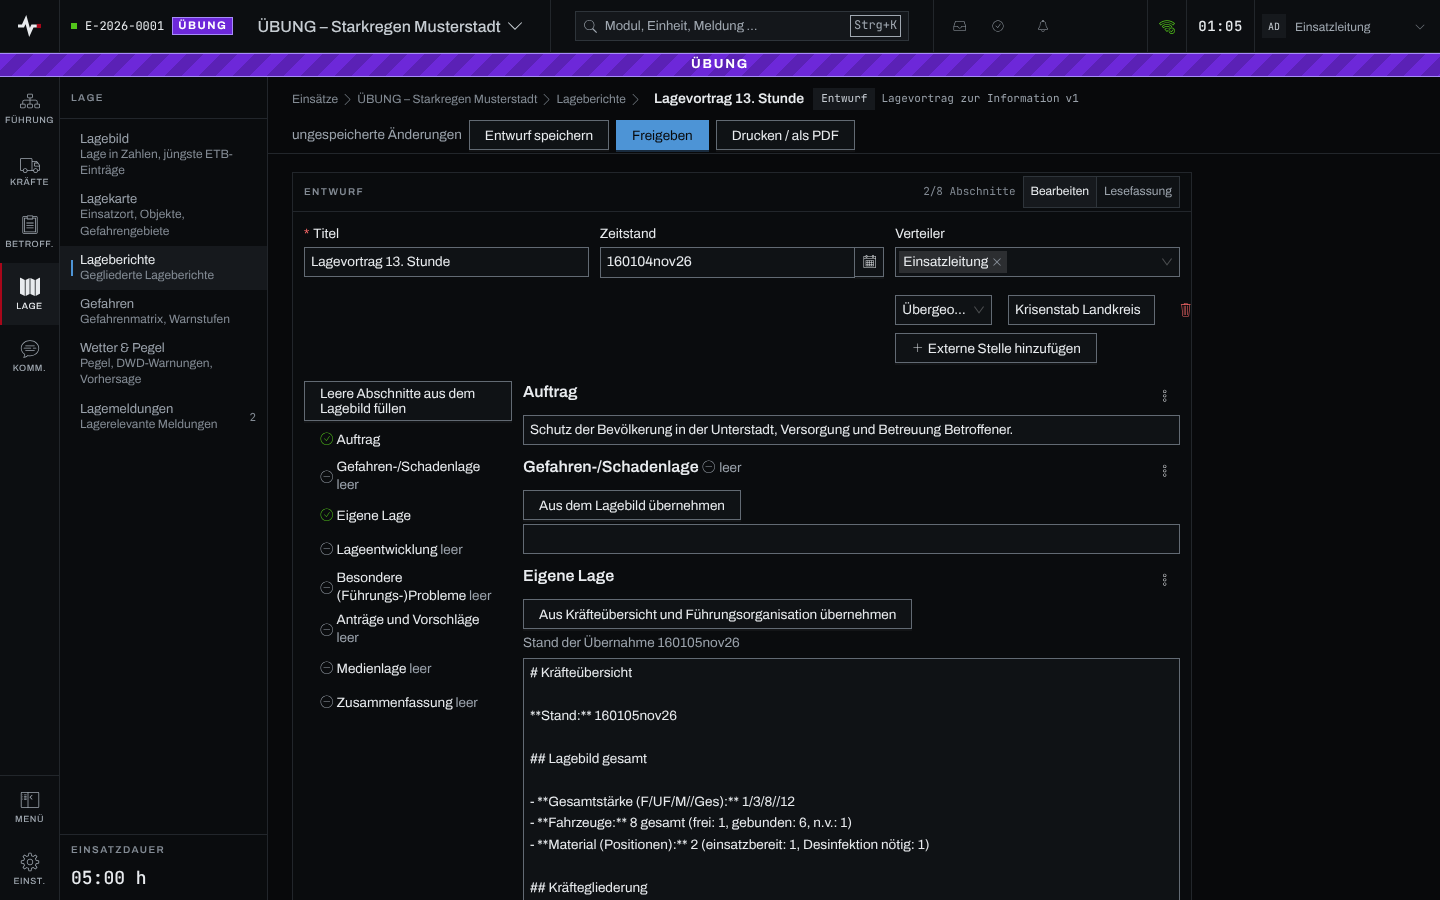 E-2026-0001 ÜBUNG ÜBUNG – Starkregen Musterstadt Modul, Einheit, Meldung ... Strg+K 01:05 AD Einsatzleitung
ÜBUNG
FÜHRUNG
KRÄFTE
BETROFF.
LAGE
KOMM.
MENÜ
EINST.
LAGE
Lagebild
Lage in Zahlen, jüngste ETB-
Einträge
Lagekarte
Einsatzort, Objekte,
Gefahrengebiete
Lageberichte
Gegliederte Lageberichte
Gefahren
Gefahrenmatrix, Warnstufen
Wetter & Pegel
Pegel, DWD-Warnungen,
Vorhersage
Lagemeldungen 2
Lagerelevante Meldungen
EINSATZDAUER
05:00 h
Einsätze ÜBUNG – Starkregen Musterstadt Lageberichte Lagevortrag 13. Stunde Entwurf Lagevortrag zur Information v1
ungespeicherte Änderungen Entwurf speichern Freigeben Drucken / als PDF
ENTWURF 2/8 Abschnitte Bearbeiten Lesefassung
* Titel Zeitstand Verteiler
Lagevortrag 13. Stunde 160104nov26 Einsatzleitung
Übergeo... Krisenstab Landkreis
Externe Stelle hinzufügen
Leere Abschnitte aus dem
Lagebild füllen
Auftrag
Gefahren-/Schadenlage
leer
Eigene Lage
Lageentwicklung leer
Besondere
(Führungs-)Probleme leer
Anträge und Vorschläge
leer
Medienlage leer
Zusammenfassung leer
Auftrag
Schutz der Bevölkerung in der Unterstadt, Versorgung und Betreuung Betroffener.
Gefahren-/Schadenlage leer
Aus dem Lagebild übernehmen
Eigene Lage
Aus Kräfteübersicht und Führungsorganisation übernehmen
Stand der Übernahme 160105nov26
# Kräfteübersicht
**Stand:** 160105nov26
## Lagebild gesamt
- **Gesamtstärke (F/UF/M//Ges):** 1/3/8//12
- **Fahrzeuge:** 8 gesamt (frei: 1, gebunden: 6, n.v.: 1)
- **Material (Positionen):** 2 (einsatzbereit: 1, Desinfektion nötig: 1)
## Kräftegliederung